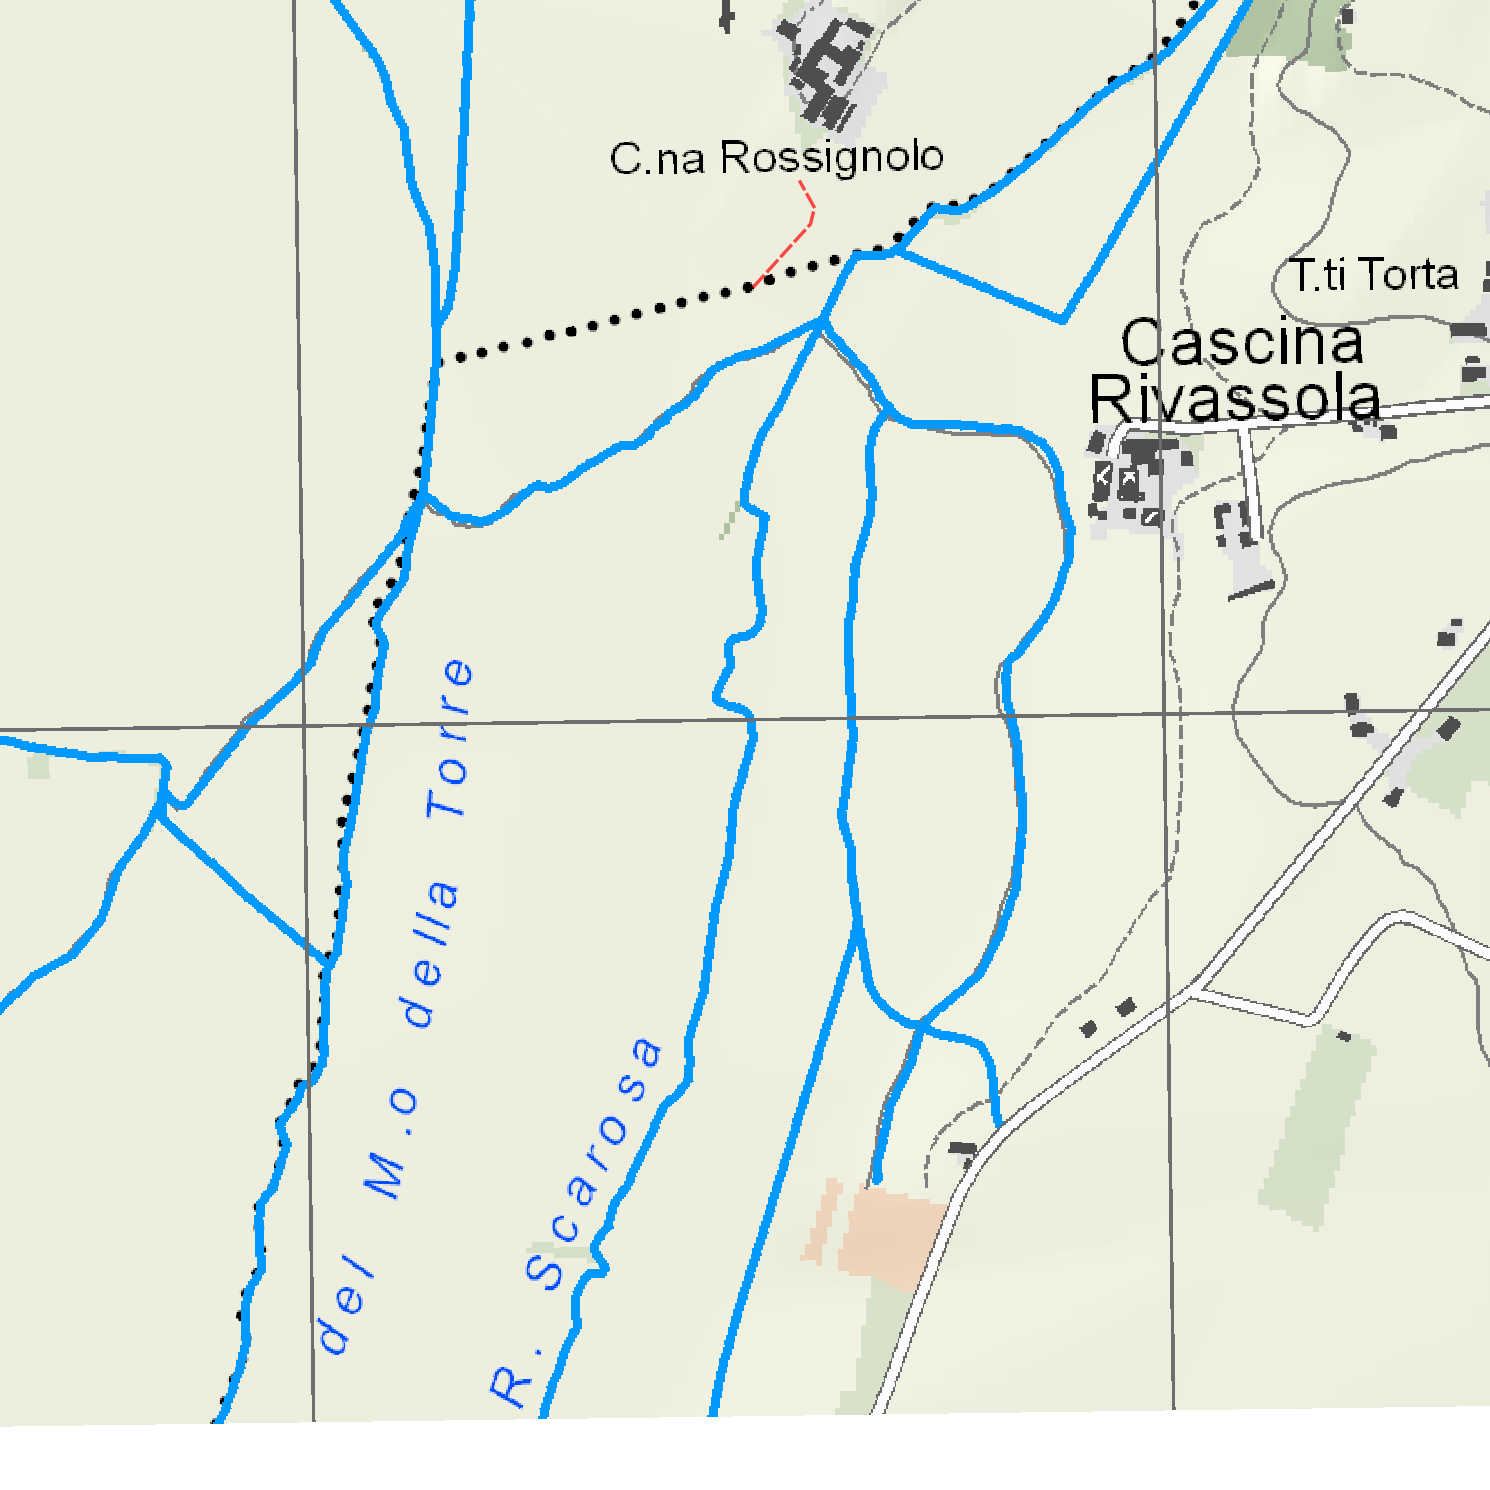 C.na Rossignolo
T.ti Torta
Cascina
Rivassola
del M.o della Torre
R. Scarosa